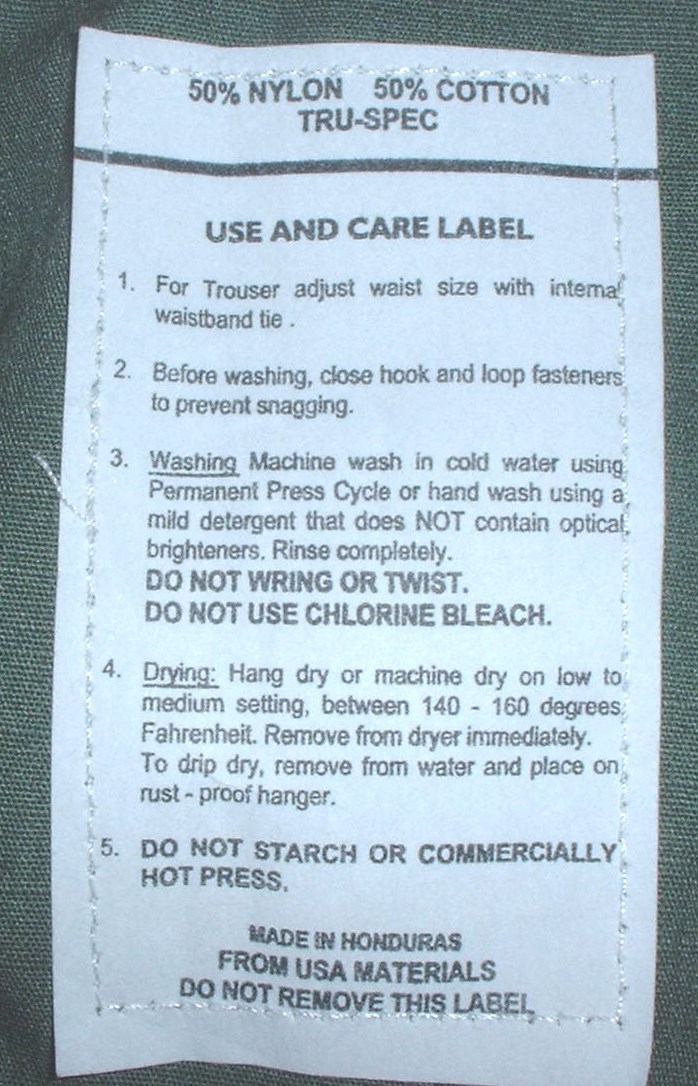 50% NYLON 50% COTTON
TRU-SPEC
USE AND CARE LABEL
1. For Trouser adjust waist size with internal
waistband tie .
2. Before washing, close hook and loop fasteners
to prevent snagging.
3. Washing Machine wash in cold water using
Permanent Press Cycle or hand wash using a
mild detergent that does NOT contain optical
brighteners. Rinse completely.
DO NOT WRING OR TWIST.
DO NOT USE CHLORINE BLEACH.
4. Drying: Hang dry or machine dry on low to
medium setting, between 140 - 160 degrees
Fahrenheit. Remove from dryer immediately.
To drip dry, remove from water and place on
rust - proof hanger.
5. DO NOT STARCH OR COMMERCIALLY
HOT PRESS.
MADE IN HONDURAS
FROM USA MATERIALS
DO NOT REMOVE THIS LABEL